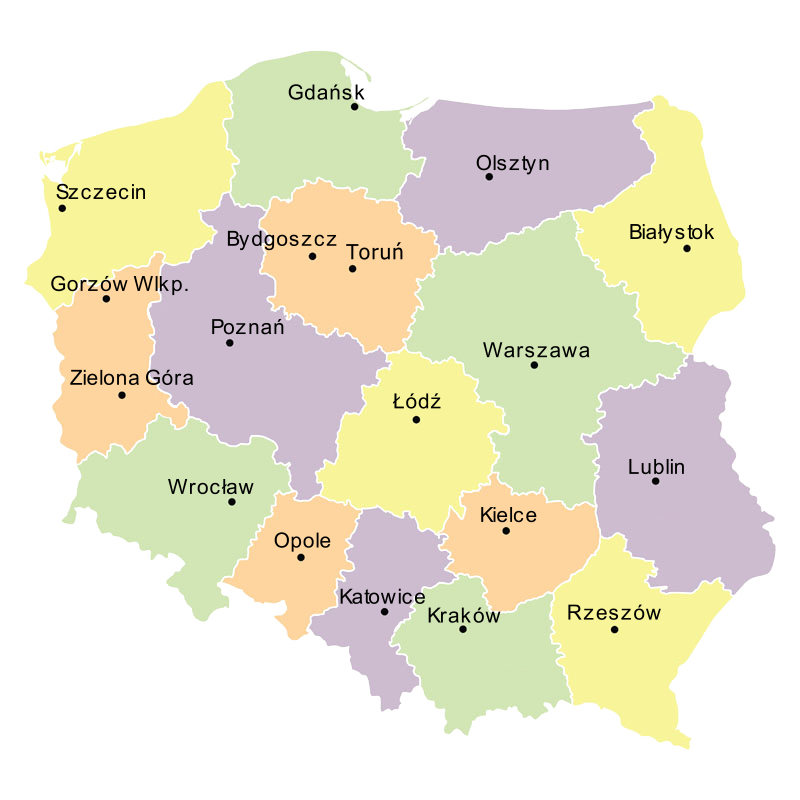 Gdańsk
Olsztyn
Szczecin
Białystok
Bydgoszcz
Toruń
Gorzów Wlkp.
Poznań
Warszawa
Zielona Góra
Łódź
Lublin
Wrocław
Kielce
Opole
Katowice
Kraków
Rzeszów